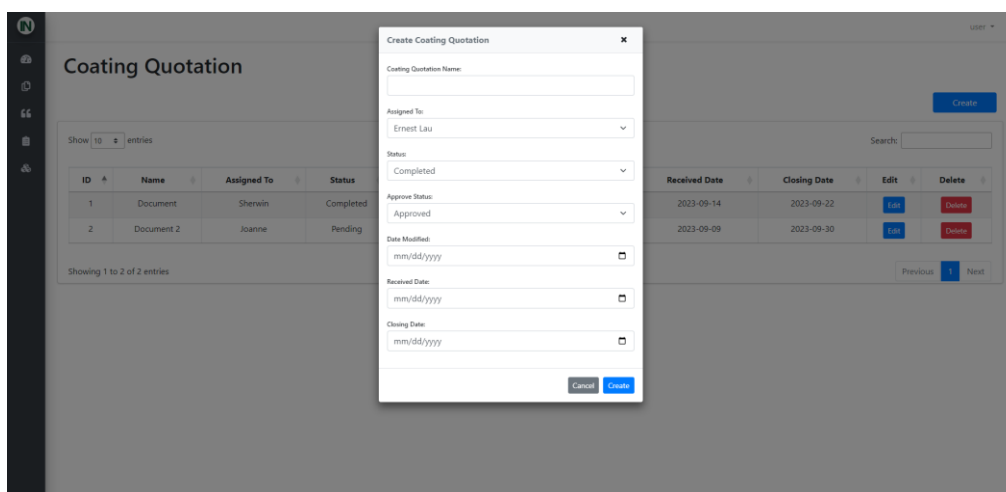 N
user
Coating Quotation
Create
Show 10 entries
Search:
ID Name Assigned To Status Received Date Closing Date Edit Delete
1 Document Sherwin Completed 2023-09-14 2023-09-22 Edit Delete
2 Document 2 Joanne Pending 2023-09-09 2023-09-30 Edit Delete
Showing 1 to 2 of 2 entries
Previous 1 Next
Create Coating Quotation
Coating Quotation Name:
Assigned To:
Ernest Lau
Status:
Completed
Approve Status:
Approved
Date Modified:
mm/dd/yyyy
Received Date:
mm/dd/yyyy
Closing Date:
mm/dd/yyyy
Cancel Create